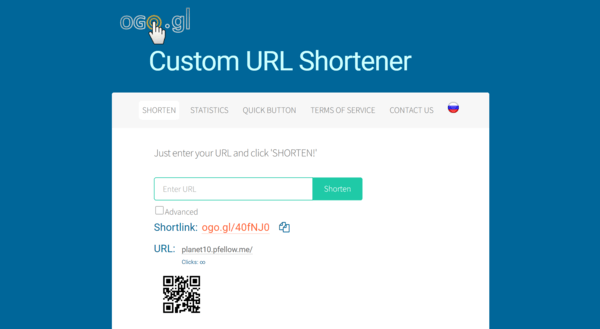 ogo.gl
Custom URL Shortener
SHORTEN STATISTICS QUICK BUTTON TERMS OF SERVICE CONTACT US
Just enter your URL and click 'SHORTEN!'
Enter URL Shorten
Advanced
Shortlink: ogo.gl/40fNJ0
URL: planet10.pfellow.me/
Clicks: ∞